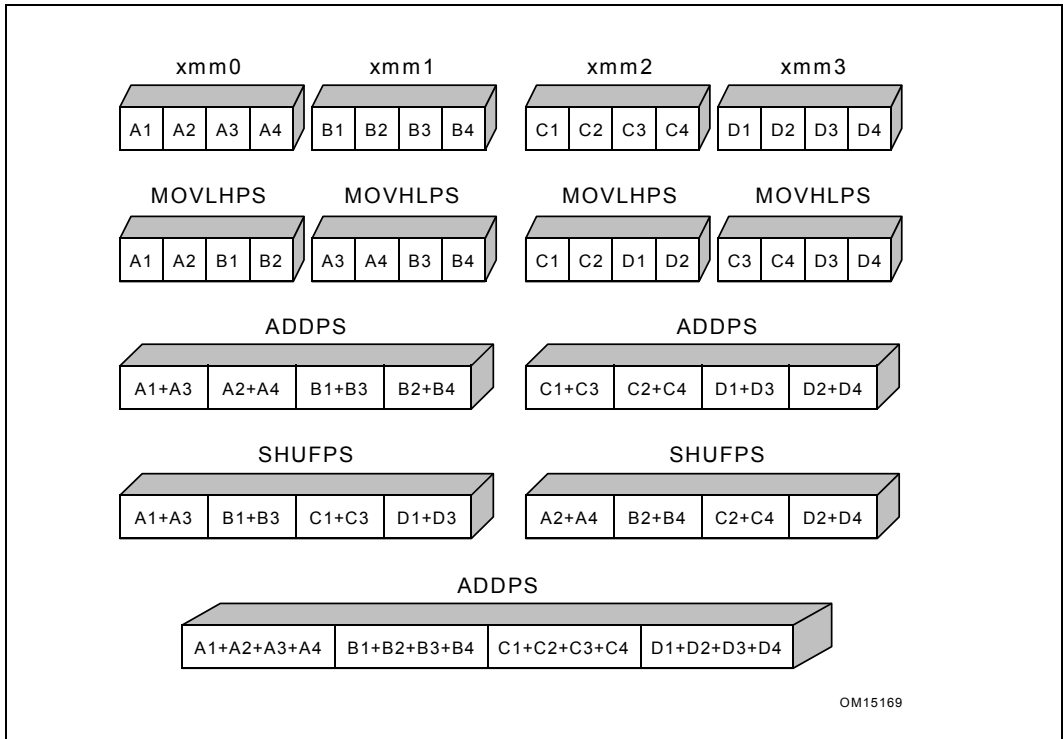 xmm0 xmm1 xmm2 xmm3
A1 A2 A3 A4 B1 B2 B3 B4 C1 C2 C3 C4 D1 D2 D3 D4
MOVLHPS MOVHLPS MOVLHPS MOVHLPS
A1 A2 B1 B2 A3 A4 B3 B4 C1 C2 D1 D2 C3 C4 D3 D4
ADDPS ADDPS
A1+A3 A2+A4 B1+B3 B2+B4 C1+C3 C2+C4 D1+D3 D2+D4
SHUFPS SHUFPS
A1+A3 B1+B3 C1+C3 D1+D3 A2+A4 B2+B4 C2+C4 D2+D4
ADDPS
A1+A2+A3+A4 B1+B2+B3+B4 C1+C2+C3+C4 D1+D2+D3+D4
OM15169